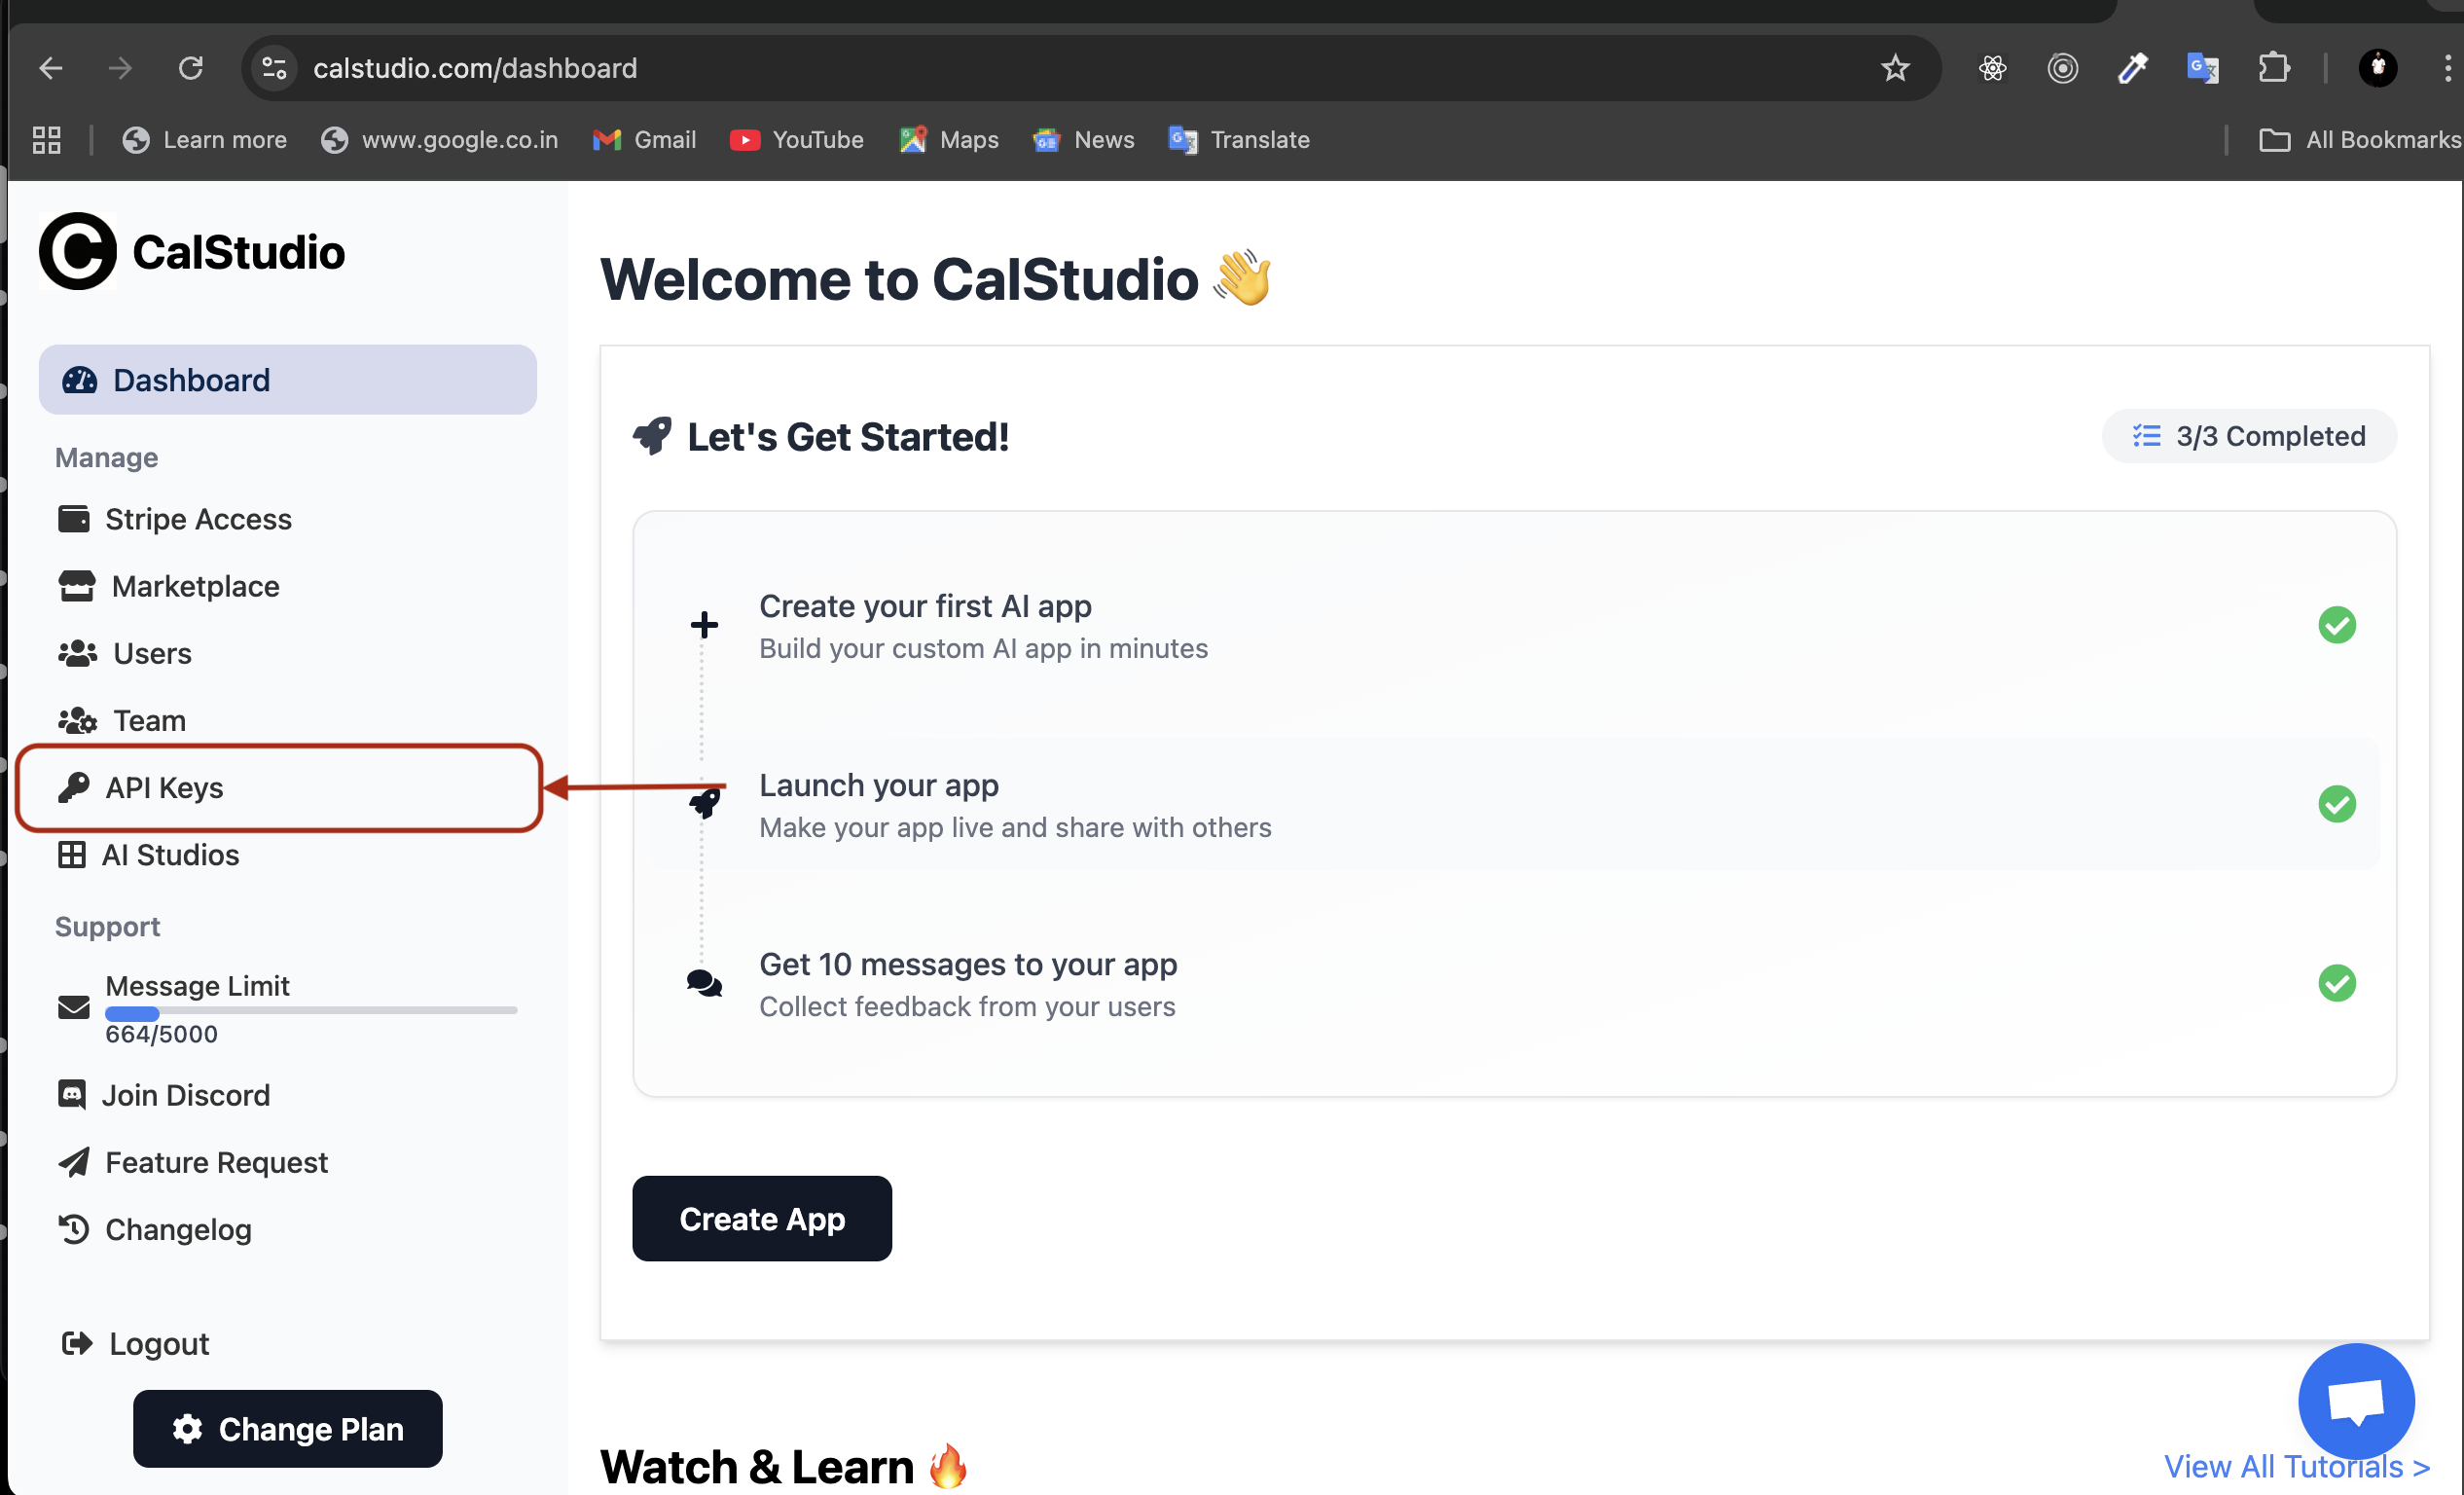 calstudio.com/dashboard
Learn more
www.google.co.in
Gmail
YouTube
Maps
News
Translate
All Bookmarks
CalStudio
Dashboard
Manage
Stripe Access
Marketplace
Users
Team
API Keys
AI Studios
Support
Message Limit
664/5000
Join Discord
Feature Request
Changelog
Logout
Change Plan
Welcome to CalStudio 👋
Let's Get Started!
3/3 Completed
Create your first AI app
Build your custom AI app in minutes
Launch your app
Make your app live and share with others
Get 10 messages to your app
Collect feedback from your users
Create App
Watch & Learn 🔥
View All Tutorials >